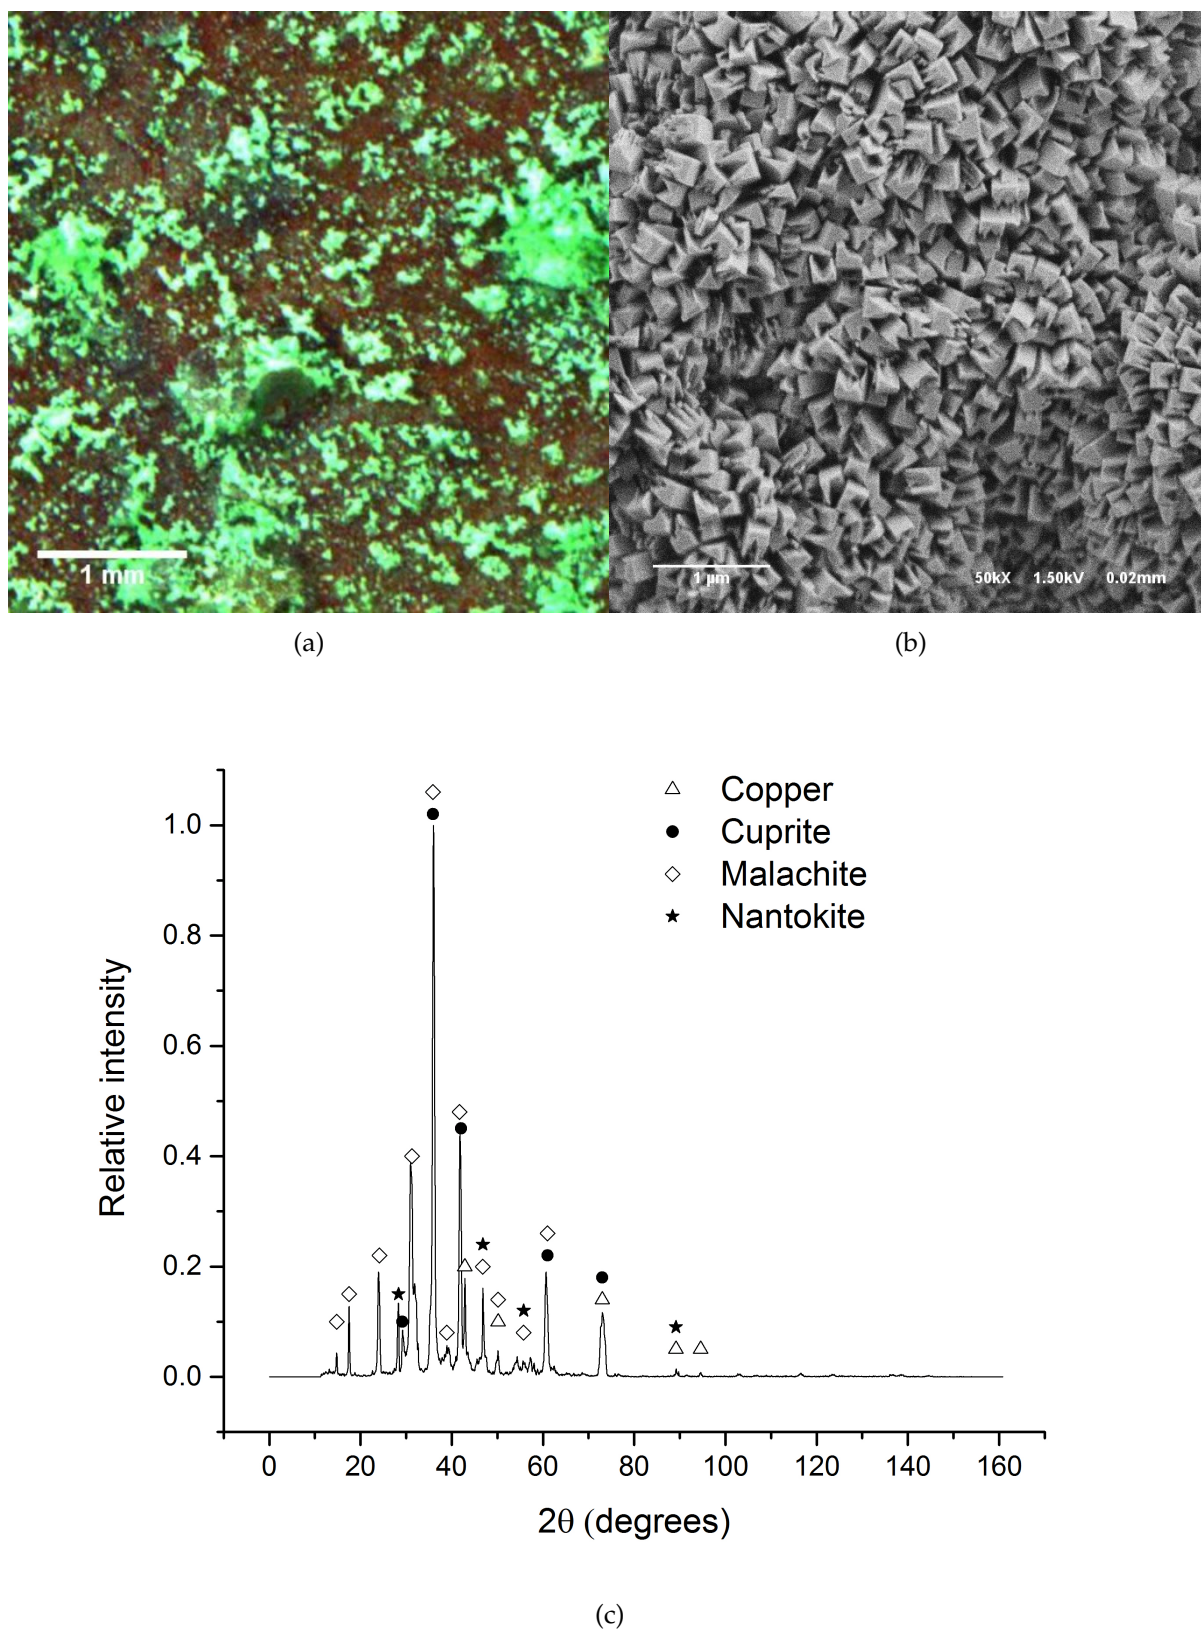 1 mm
1 µm
50kX 1.50kV 0.02mm
(a)
(b)
Copper
Cuprite
Malachite
Nantokite
1.0
0.8
0.6
0.4
0.2
0.0
Relative intensity
0 20 40 60 80 100 120 140 160
2θ (degrees)
(c)